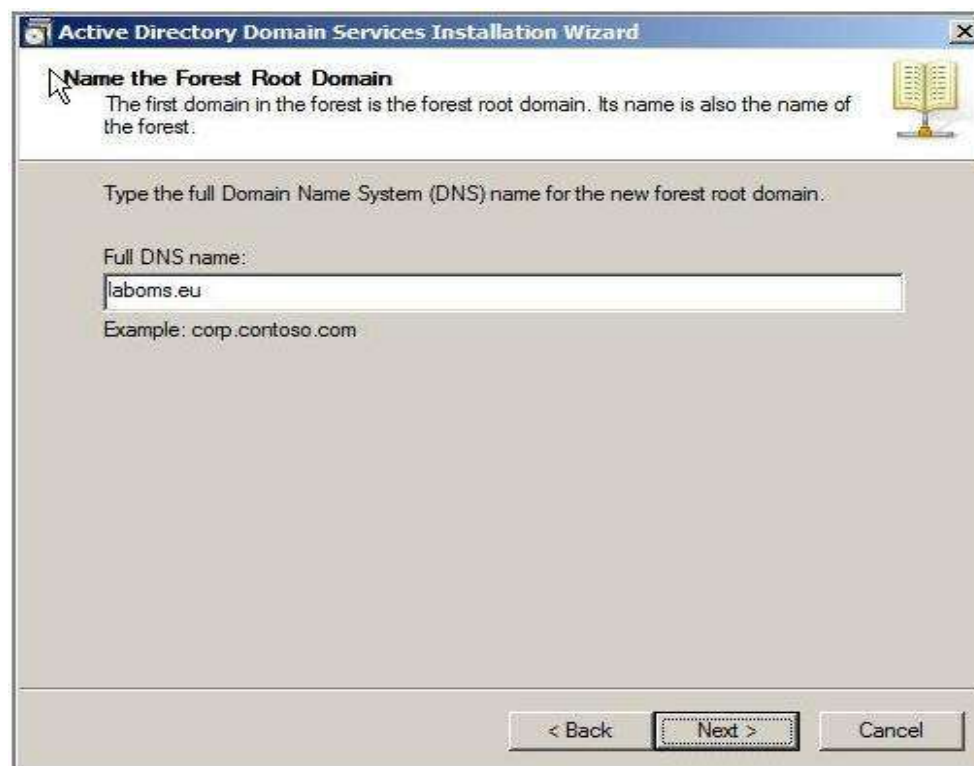 Active Directory Domain Services Installation Wizard
Name the Forest Root Domain
The first domain in the forest is the forest root domain. Its name is also the name of
the forest.
Type the full Domain Name System (DNS) name for the new forest root domain.
Full DNS name:
laboms.eu
Example: corp.contoso.com
< Back Next > Cancel